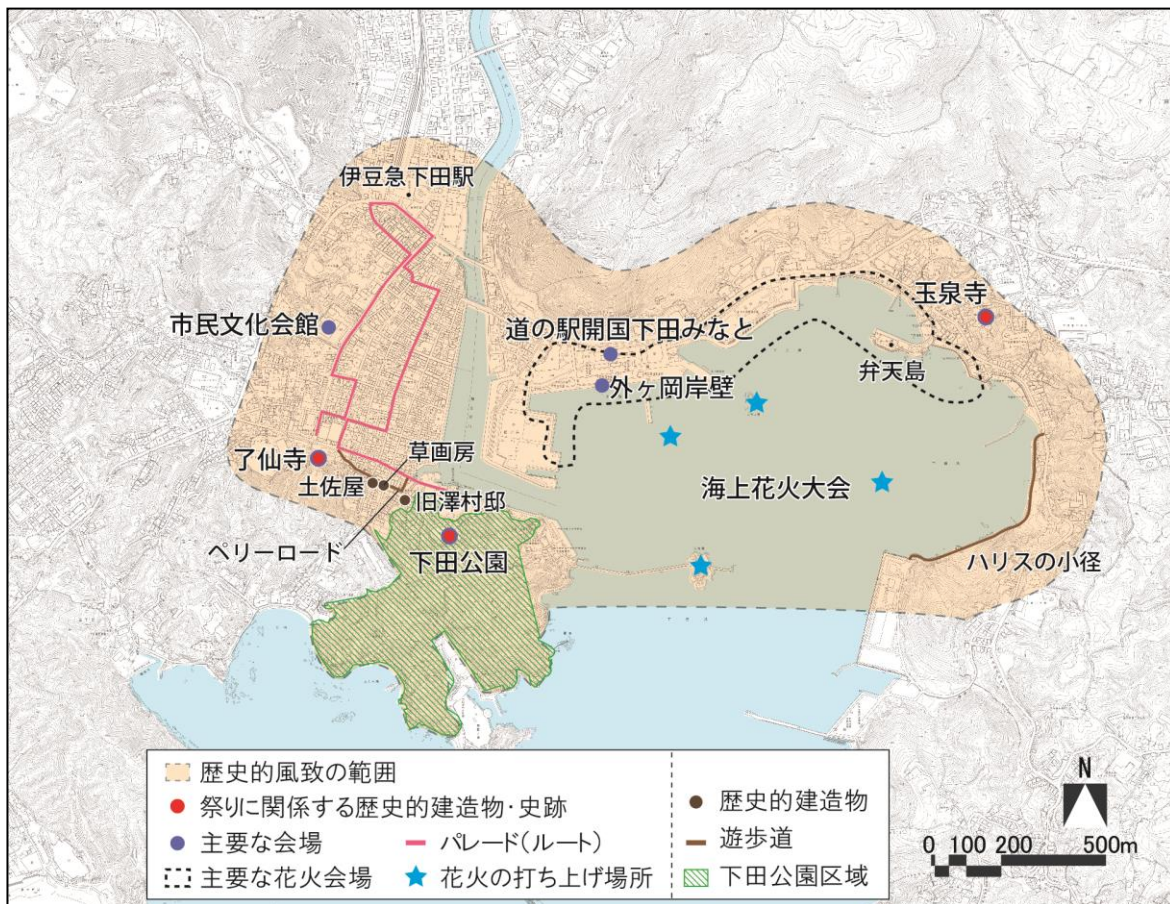 伊豆急下田駅
玉泉寺
市民文化会館
道の駅開国下田みなと
弁天島
外ヶ岡岸壁
草画房
了仙寺
土佐屋
海上花火大会
旧澤村邸
ペリーロード
下田公園
ハリスの小径
歴史的風致の範囲
祭りに関係する歴史的建造物・史跡
主要な会場
パレード(ルート)
主要な花火会場
花火の打ち上げ場所
歴史的建造物
遊歩道
下田公園区域
N
0 100 200 500m